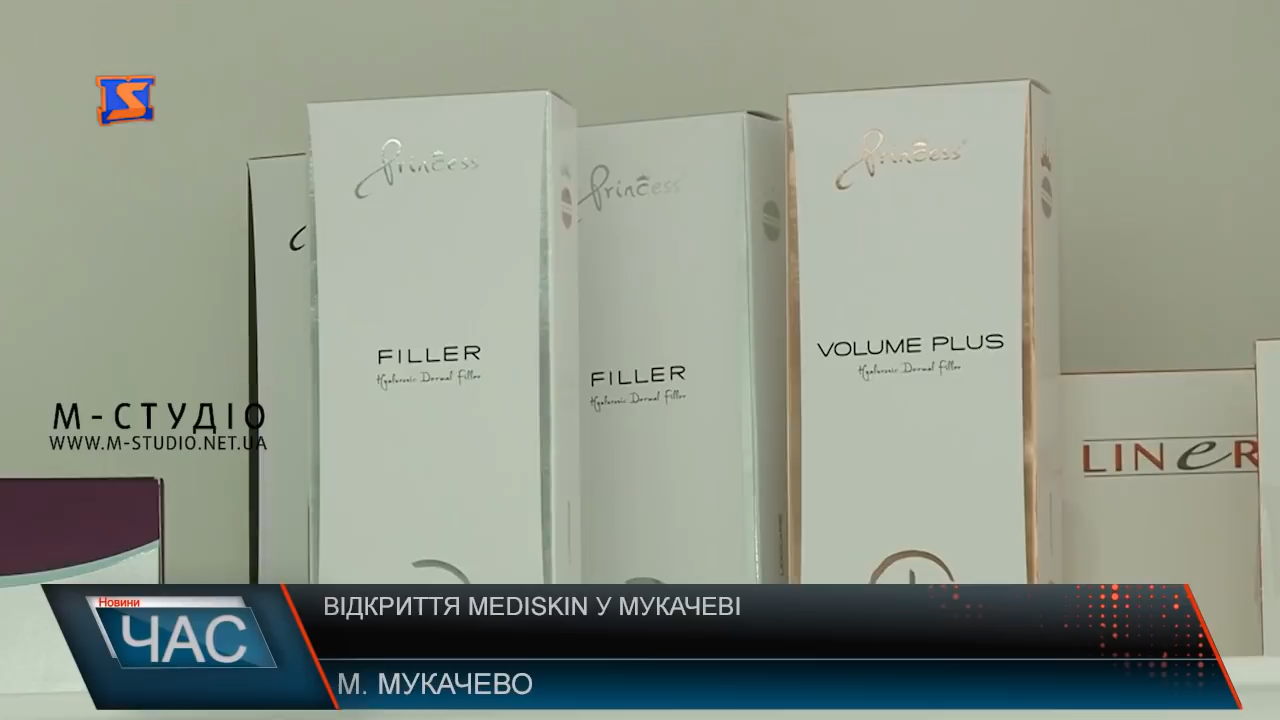 Princess
FILLER
Hyaluronic Dermal Filler
Princess
FILLER
Hyaluronic Dermal Filler
Princess
VOLUME PLUS
Hyaluronic Dermal Filler
LINeR
М-СТУДІО
WWW.M-STUDIO.NET.UA
Новини
ЧАС
ВІДКРИТТЯ MEDISKIN У МУКАЧЕВІ
М. МУКАЧЕВО